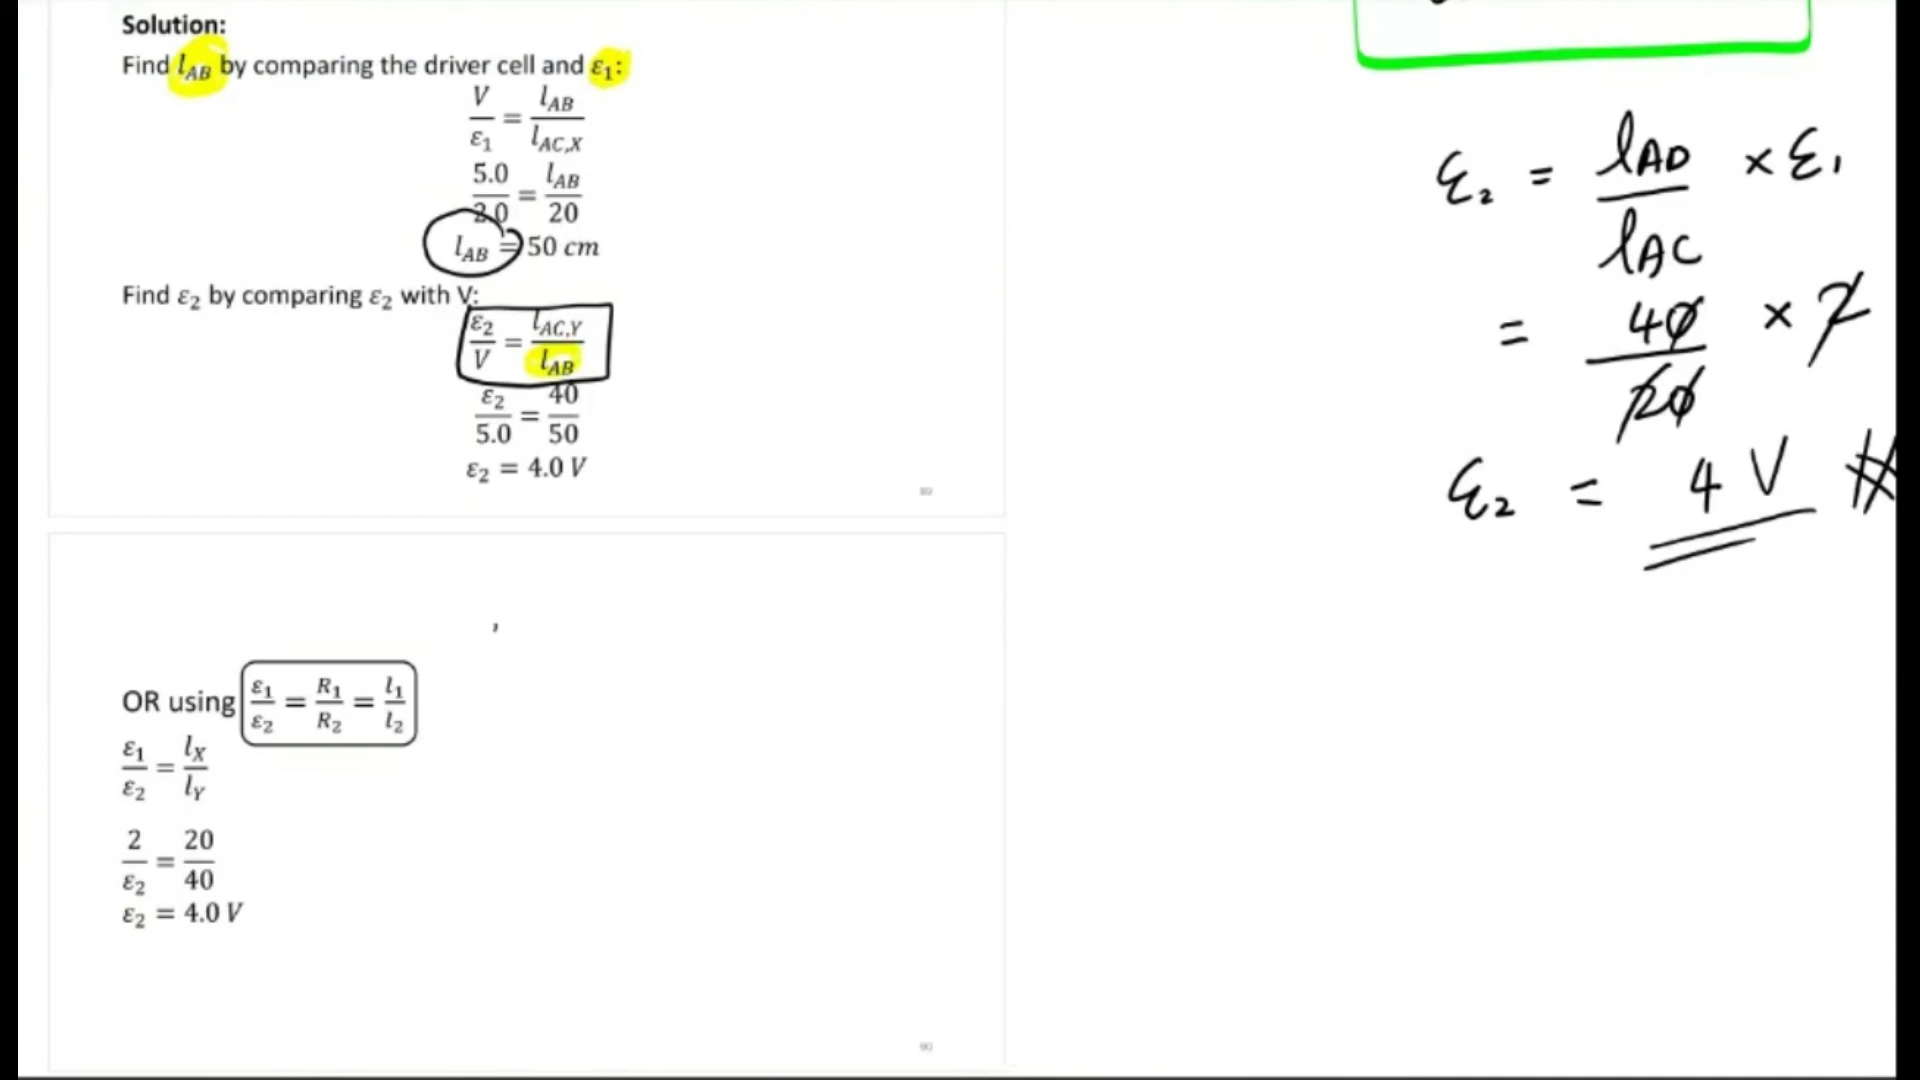 Solution:
Find l_AB by comparing the driver cell and ε₁:
V/ε₁ = l_AB/l_AC,X
5.0/2.0 = l_AB/20
l_AB = 50 cm
Find ε₂ by comparing ε₂ with V:
ε₂/V = l_AC,Y/l_AB
ε₂/5.0 = 40/50
ε₂ = 4.0 V
OR using ε₁/ε₂ = R₁/R₂ = l₁/l₂
ε₁/ε₂ = l_X/l_Y
2/ε₂ = 20/40
ε₂ = 4.0 V
90
ε₂ = l_AD/l_AC × ε₁
= 40/20 × 2
ε₂ = 4 V #